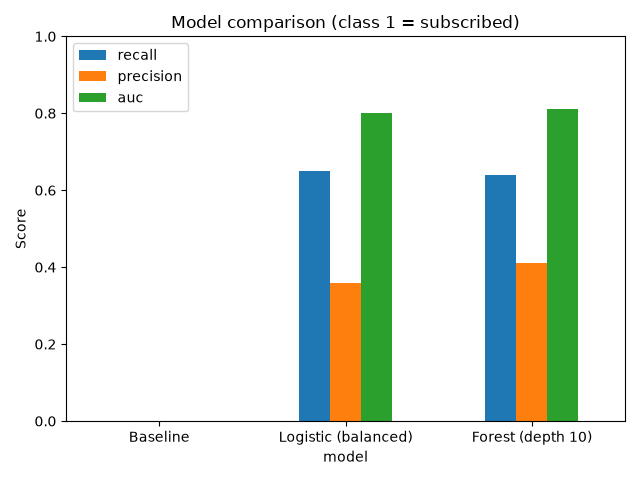 Model comparison (class 1 = subscribed)
recall
precision
auc
1.0
0.8
0.6
0.4
0.2
0.0
Score
Baseline
Logistic (balanced)
Forest (depth 10)
model